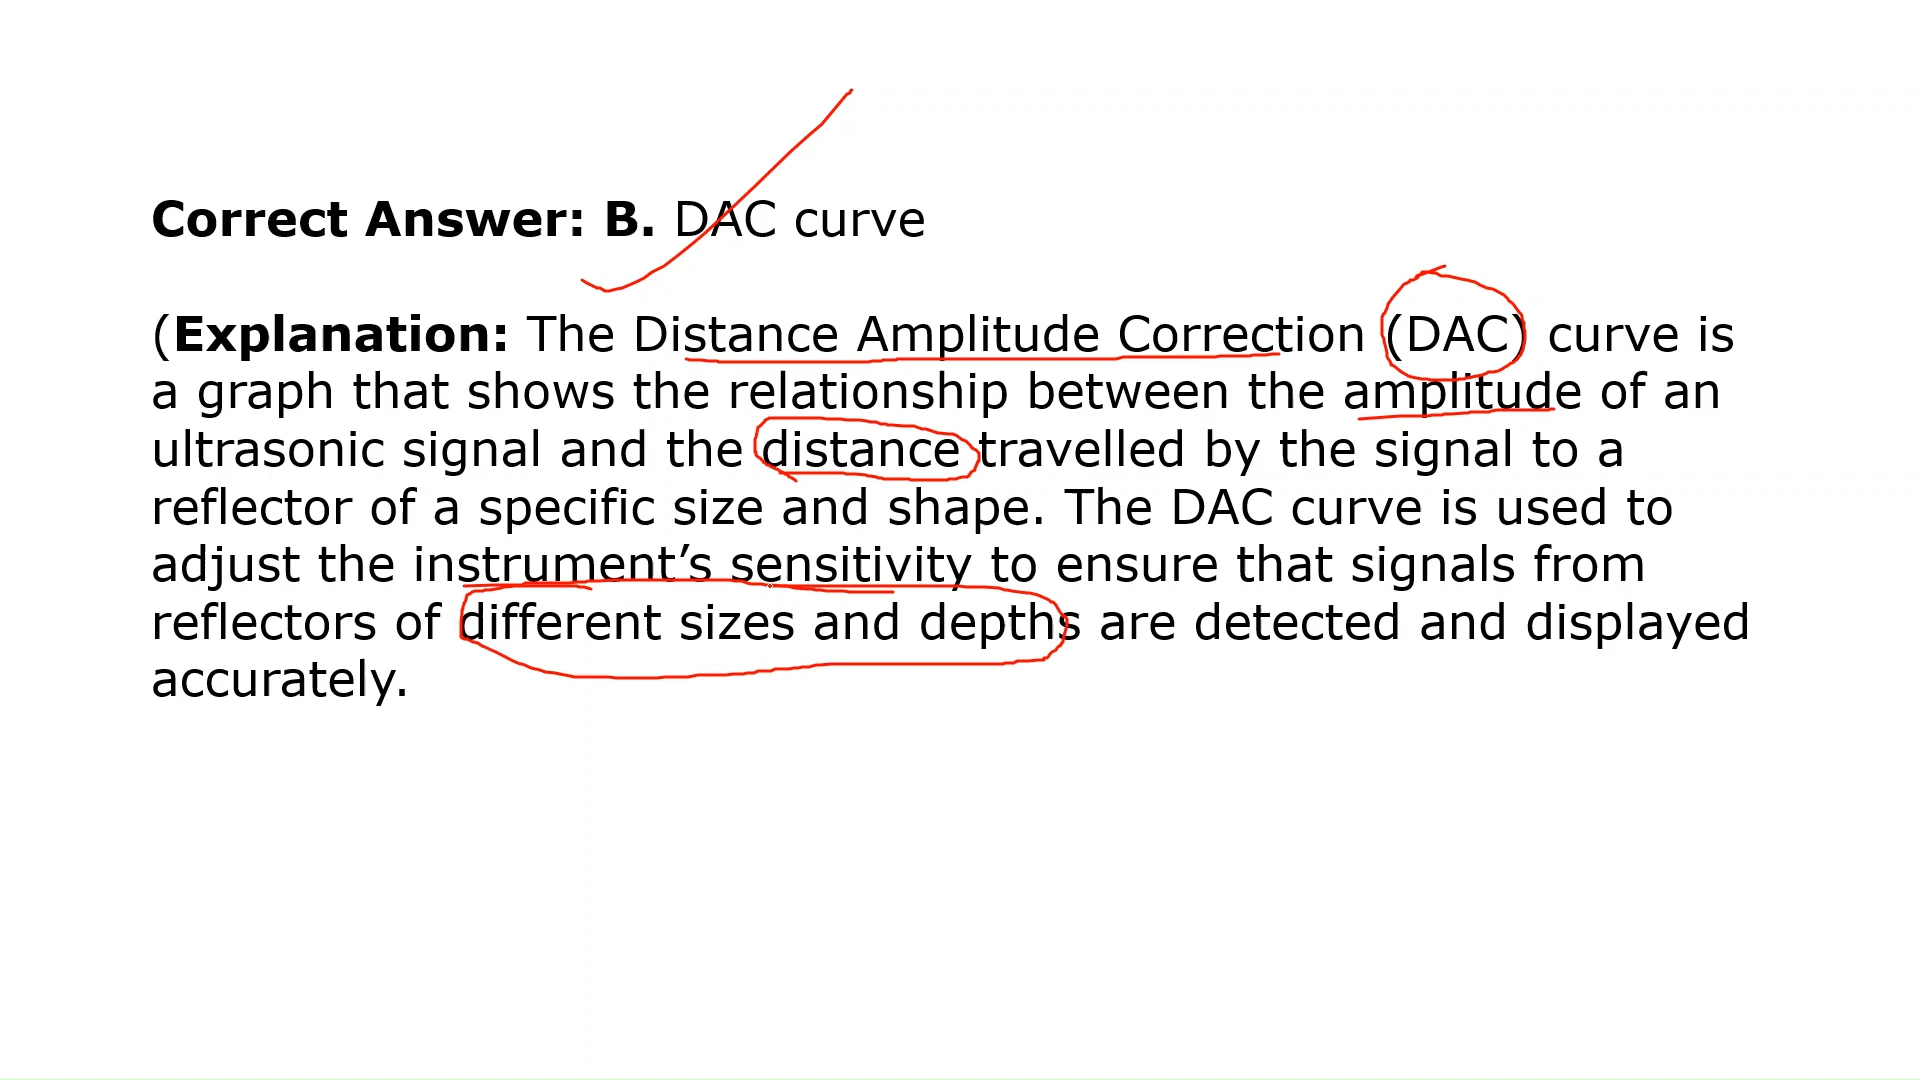 Correct Answer: B. DAC curve
(Explanation: The Distance Amplitude Correction (DAC) curve is
a graph that shows the relationship between the amplitude of an
ultrasonic signal and the distance travelled by the signal to a
reflector of a specific size and shape. The DAC curve is used to
adjust the instrument’s sensitivity to ensure that signals from
reflectors of different sizes and depths are detected and displayed
accurately.